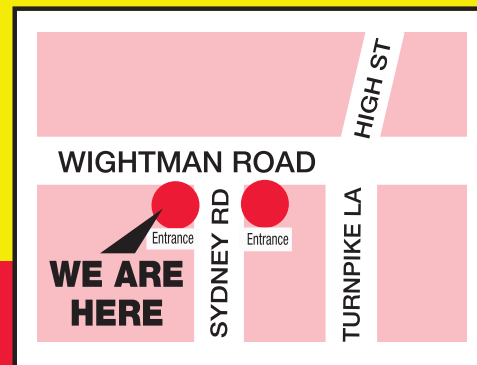 HIGH ST
WIGHTMAN ROAD
Entrance
Entrance
SYDNEY RD
TURNPIKE LA
WE ARE
HERE